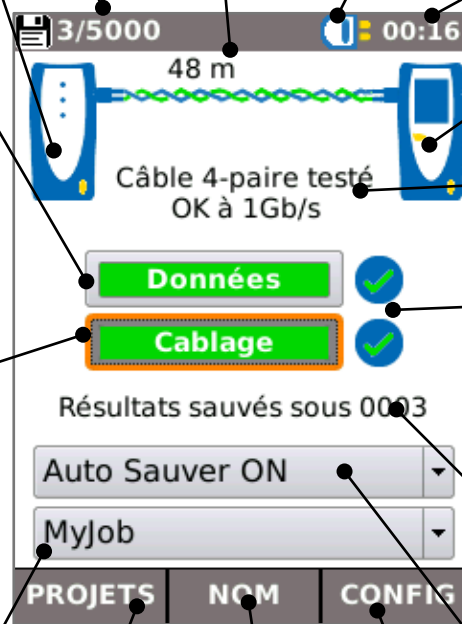 3/5000
00:16
48 m
Câble 4-paire testé
OK à 1Gb/s
Données
Cablage
Résultats sauvés sous 0003
Auto Sauver ON
MyJob
PROJETS
NOM
CONFIG